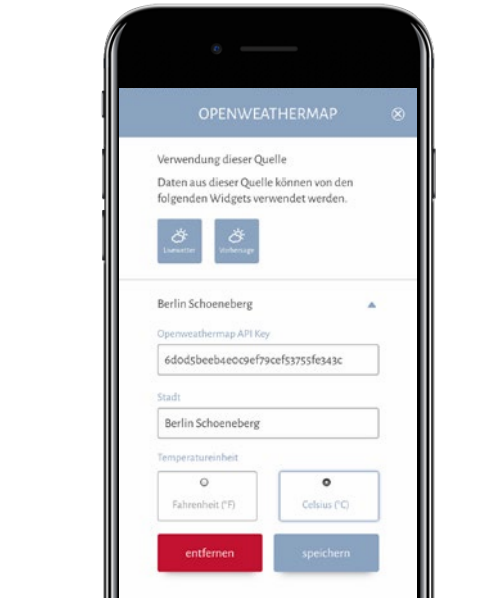 OPENWEATHERMAP
Verwendung dieser Quelle
Daten aus dieser Quelle können von den
folgenden Widgets verwendet werden.
Livewetter
Vorhersage
Berlin Schoeneberg
Openweathermap API Key
6d0d5beeb4e0c9ef79cef53755fe343c
Stadt
Berlin Schoeneberg
Temperatureinheit
Fahrenheit (°F)
Celsius (°C)
entfernen
speichern